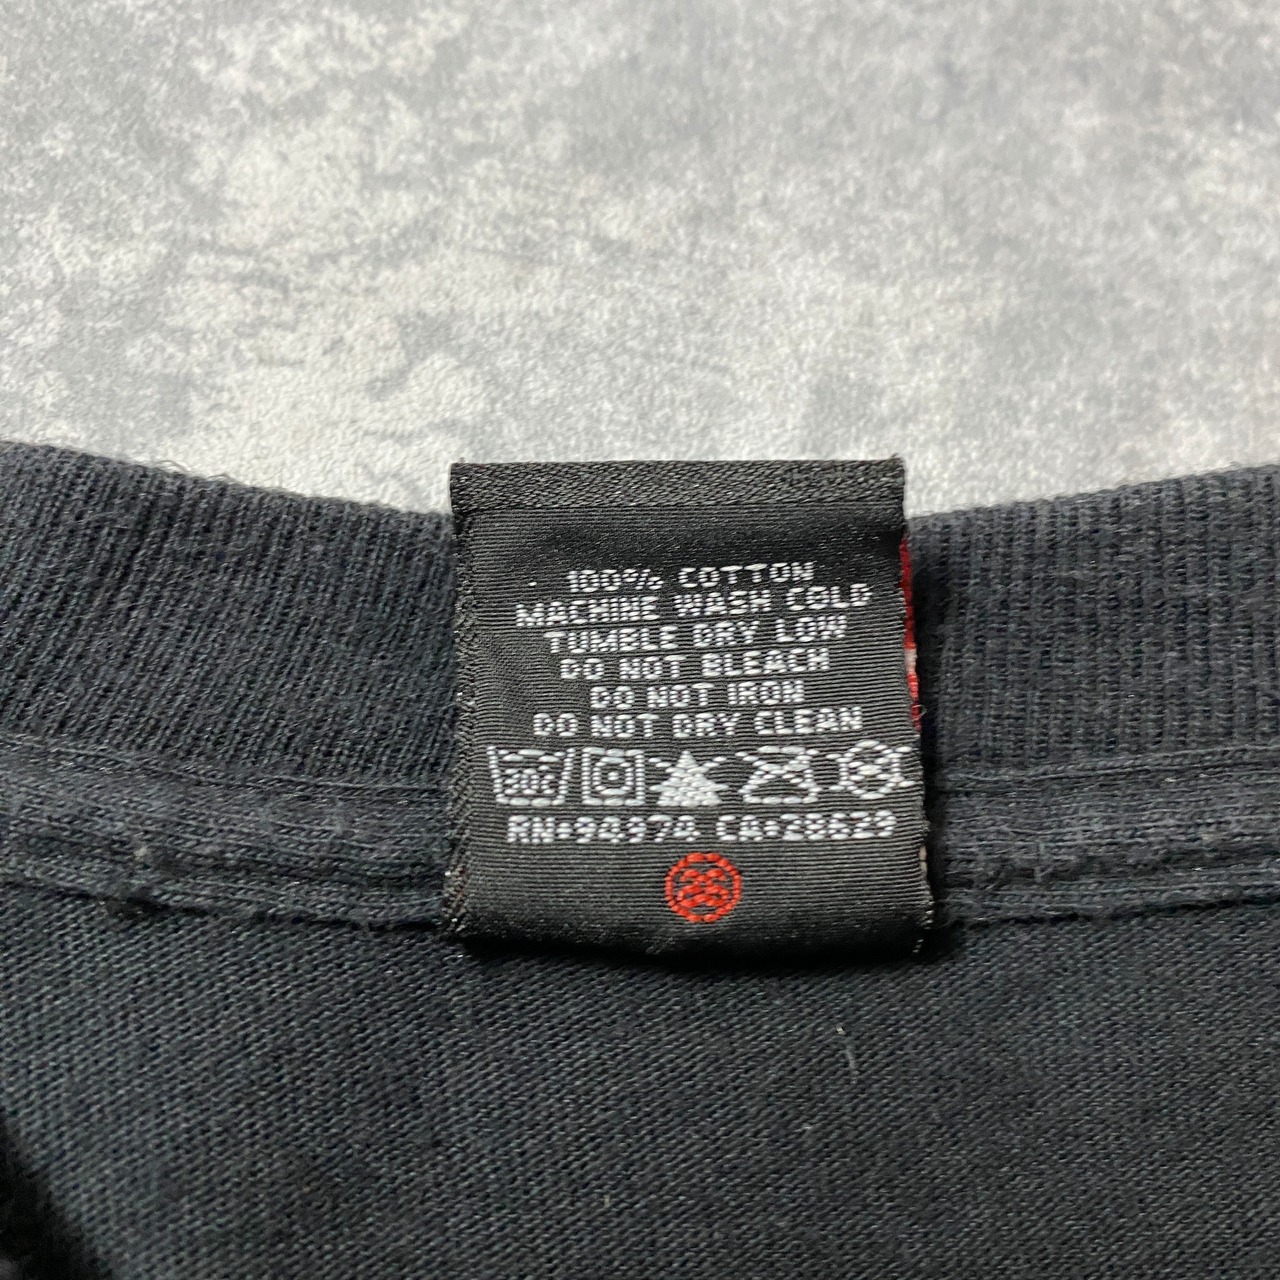 100% COTTON
MACHINE WASH COLD
TUMBLE DRY LOW
DO NOT BLEACH
DO NOT IRON
DO NOT DRY CLEAN
30c
RN#94974 CA#28629